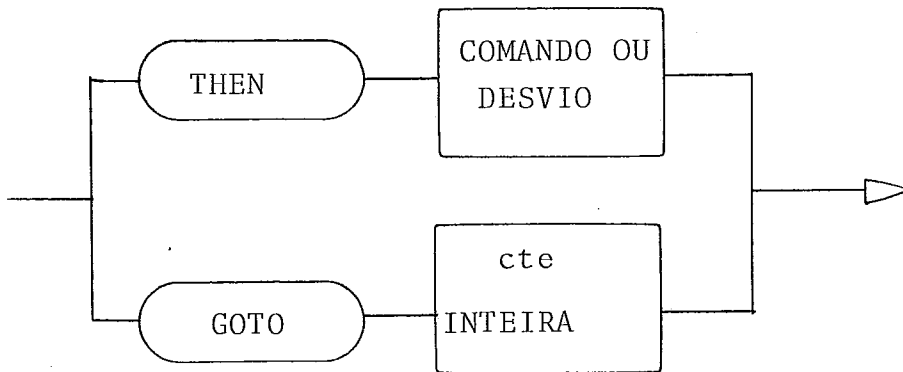 THEN
COMANDO OU
DESVIO
GOTO
cte
INTEIRA